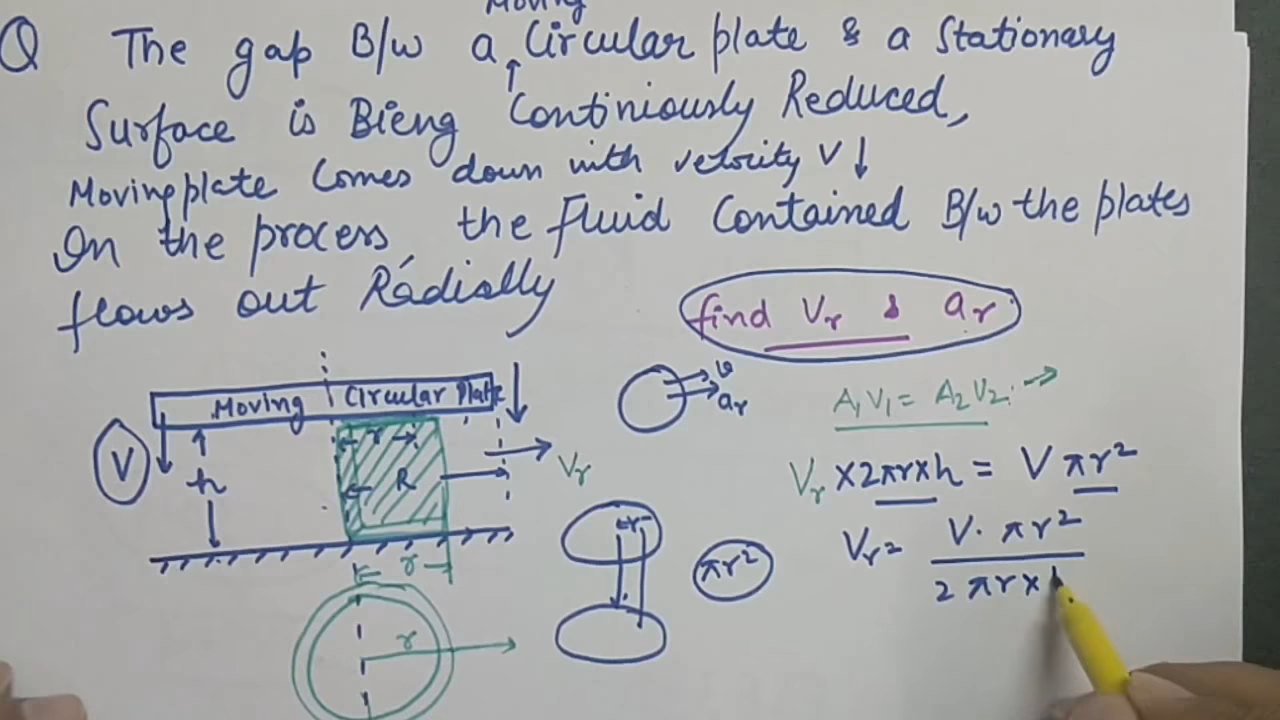 Moving
Q The gap B/w a Circular plate & a Stationary
Surface is Bieng Continiously Reduced,
Moving plate Comes down with velocity V ↓
In the process, the Fluid Contained B/w the plates
flows out Radially
find Vr & ar
Moving Circular Plate
V
h
r
R
Vr
r
r
v
ar
r
πr²
A₁V₁ = A₂V₂ →
Vr × 2πr × h = V πr²
Vr = V · πr² / 2πr ×